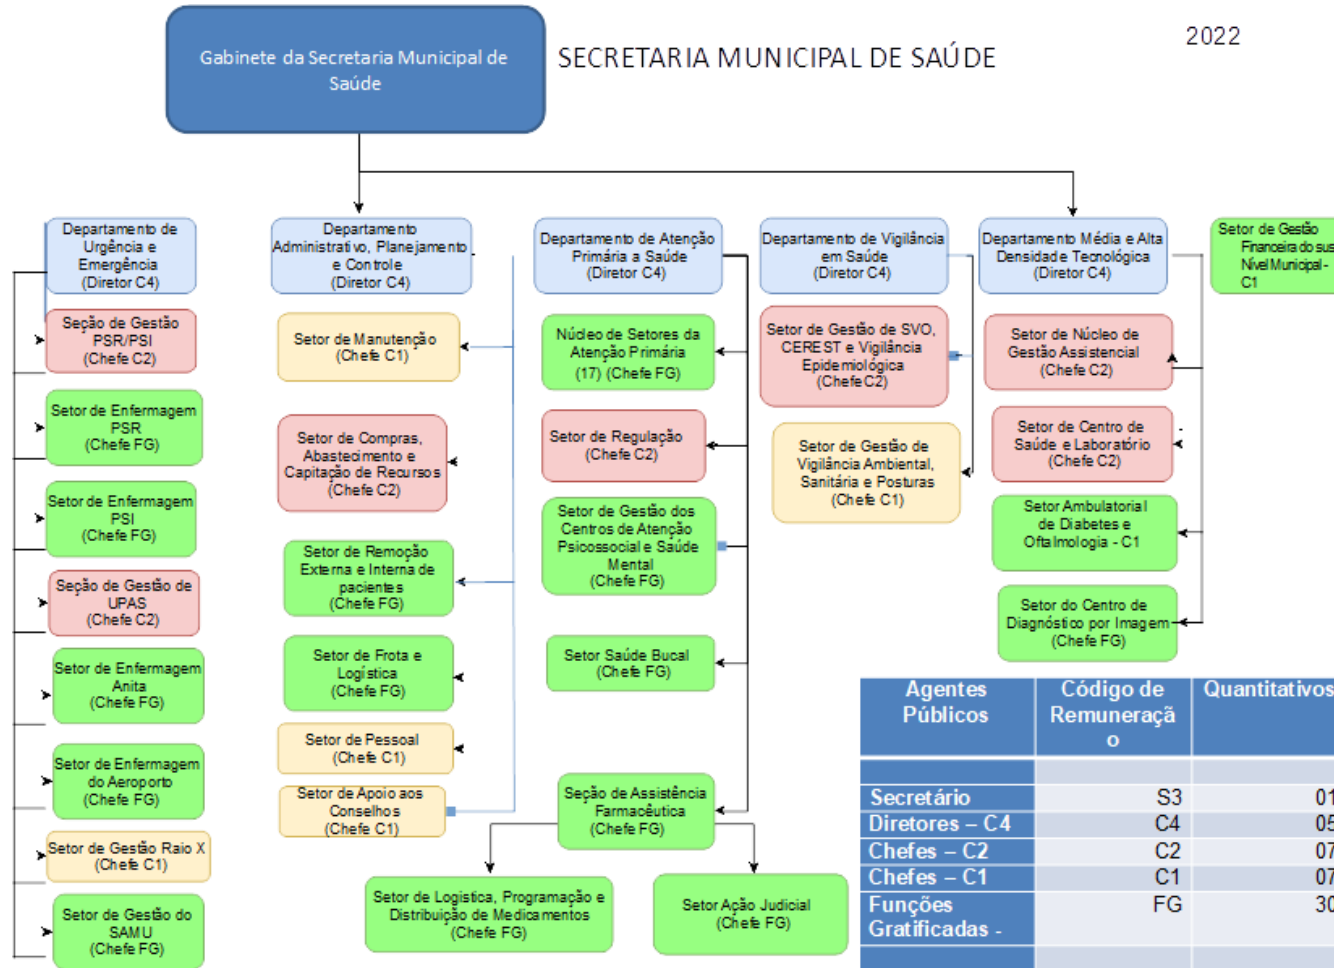 Gabinete da Secretaria Municipal de
Saúde
SECRETARIA MUNICIPAL DE SAÚDE
2022
Departamento de
Urgência e
Emergência
(Diretor C4)
Seção de Gestão
PSR/PSI
(Chefe C2)
Setor de Enfermagem
PSR
(Chefe FG)
Setor de Enfermagem
PSI
(Chefe FG)
Seção de Gestão de
UPAS
(Chefe C2)
Setor de Enfermagem
Anita
(Chefe FG)
Setor de Enfermagem
do Aeroporto
(Chefe FG)
Setor de Gestão Raio X
(Chefe C1)
Setor de Gestão do
SAMU
(Chefe FG)
Departamento
Administrativo, Planejamento
e Controle
(Diretor C4)
Setor de Manutenção
(Chefe C1)
Setor de Compras,
Abastecimento e
Capitação de Recursos
(Chefe C2)
Setor de Remoção
Externa e Interna de
pacientes
(Chefe FG)
Setor de Frota e
Logística
(Chefe FG)
Setor de Pessoal
(Chefe C1)
Setor de Apoio aos
Conselhos
(Chefe C1)
Departamento de Atenção
Primária a Saúde
(Diretor C4)
Núcleo de Setores da
Atenção Primária
(17) (Chefe FG)
Setor de Regulação
(Chefe C2)
Setor de Gestão dos
Centros de Atenção
Psicossocial e Saúde
Mental
(Chefe FG)
Setor Saúde Bucal
(Chefe FG)
Seção de Assistência
Farmacêutica
(Chefe FG)
Setor de Logistica, Programação e
Distribuição de Medicamentos
(Chefe FG)
Setor Ação Judicial
(Chefe FG)
Departamento de Vigilância
em Saúde
(Diretor C4)
Setor de Gestão de SVO,
CEREST e Vigilância
Epidemiológica
(Chefe C2)
Setor de Gestão de
Vigilância Ambiental,
Sanitária e Posturas
(Chefe C1)
Departamento Média e Alta
Densidade Tecnológica
(Diretor C4)
Setor de Núcleo de
Gestão Assistencial
(Chefe C2)
Setor de Centro de
Saúde e Laboratório
(Chefe C2)
Setor Ambulatorial
de Diabetes e
Oftalmologia - C1
Setor do Centro de
Diagnóstico por Imagem
(Chefe FG)
Setor de Gestão
Financeira do sus
Nível Municipal -
C1
Agentes Públicos Código de Remuneração Quantitativos
Secretário S3 01
Diretores – C4 C4 05
Chefes – C2 C2 07
Chefes – C1 C1 07
Funções Gratificadas - FG 30